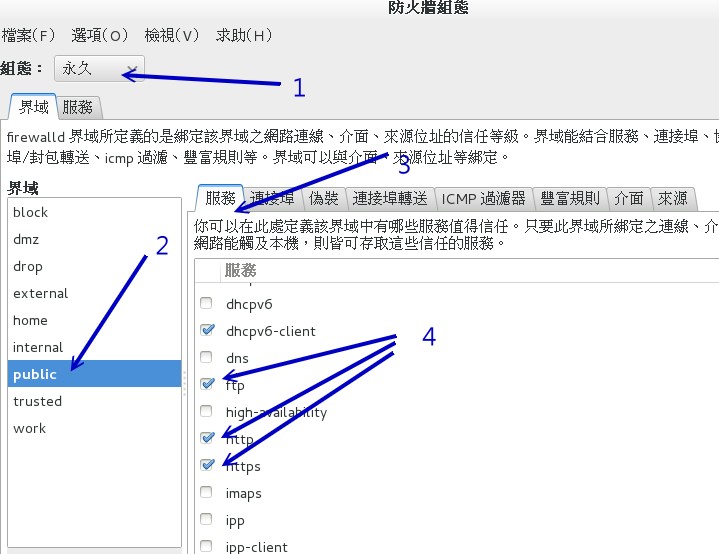 防火牆組態
檔案(F) 選項(O) 檢視(V) 求助(H)
組態： 永久
1
界域 服務
firewalld 界域所定義的是綁定該界域之網路連線、介面、來源位址的信任等級。界域能結合服務、連接埠、
埠/封包轉送、icmp 過濾、豐富規則等。界域可以與介面、來源位址等綁定。
3
界域
服務 連接埠 偽裝 連接埠轉送 ICMP 過濾器 豐富規則 介面 來源
你可以在此處定義該界域中有哪些服務值得信任。只要此界域所綁定之連線、介
網路能觸及本機，則皆可存取這些信任的服務。
block
dmz
drop
external
home
internal
public
trusted
work
2
服務
dhcpv6
dhcpv6-client
dns
ftp
high-availability
http
https
imaps
ipp
ipp-client
4